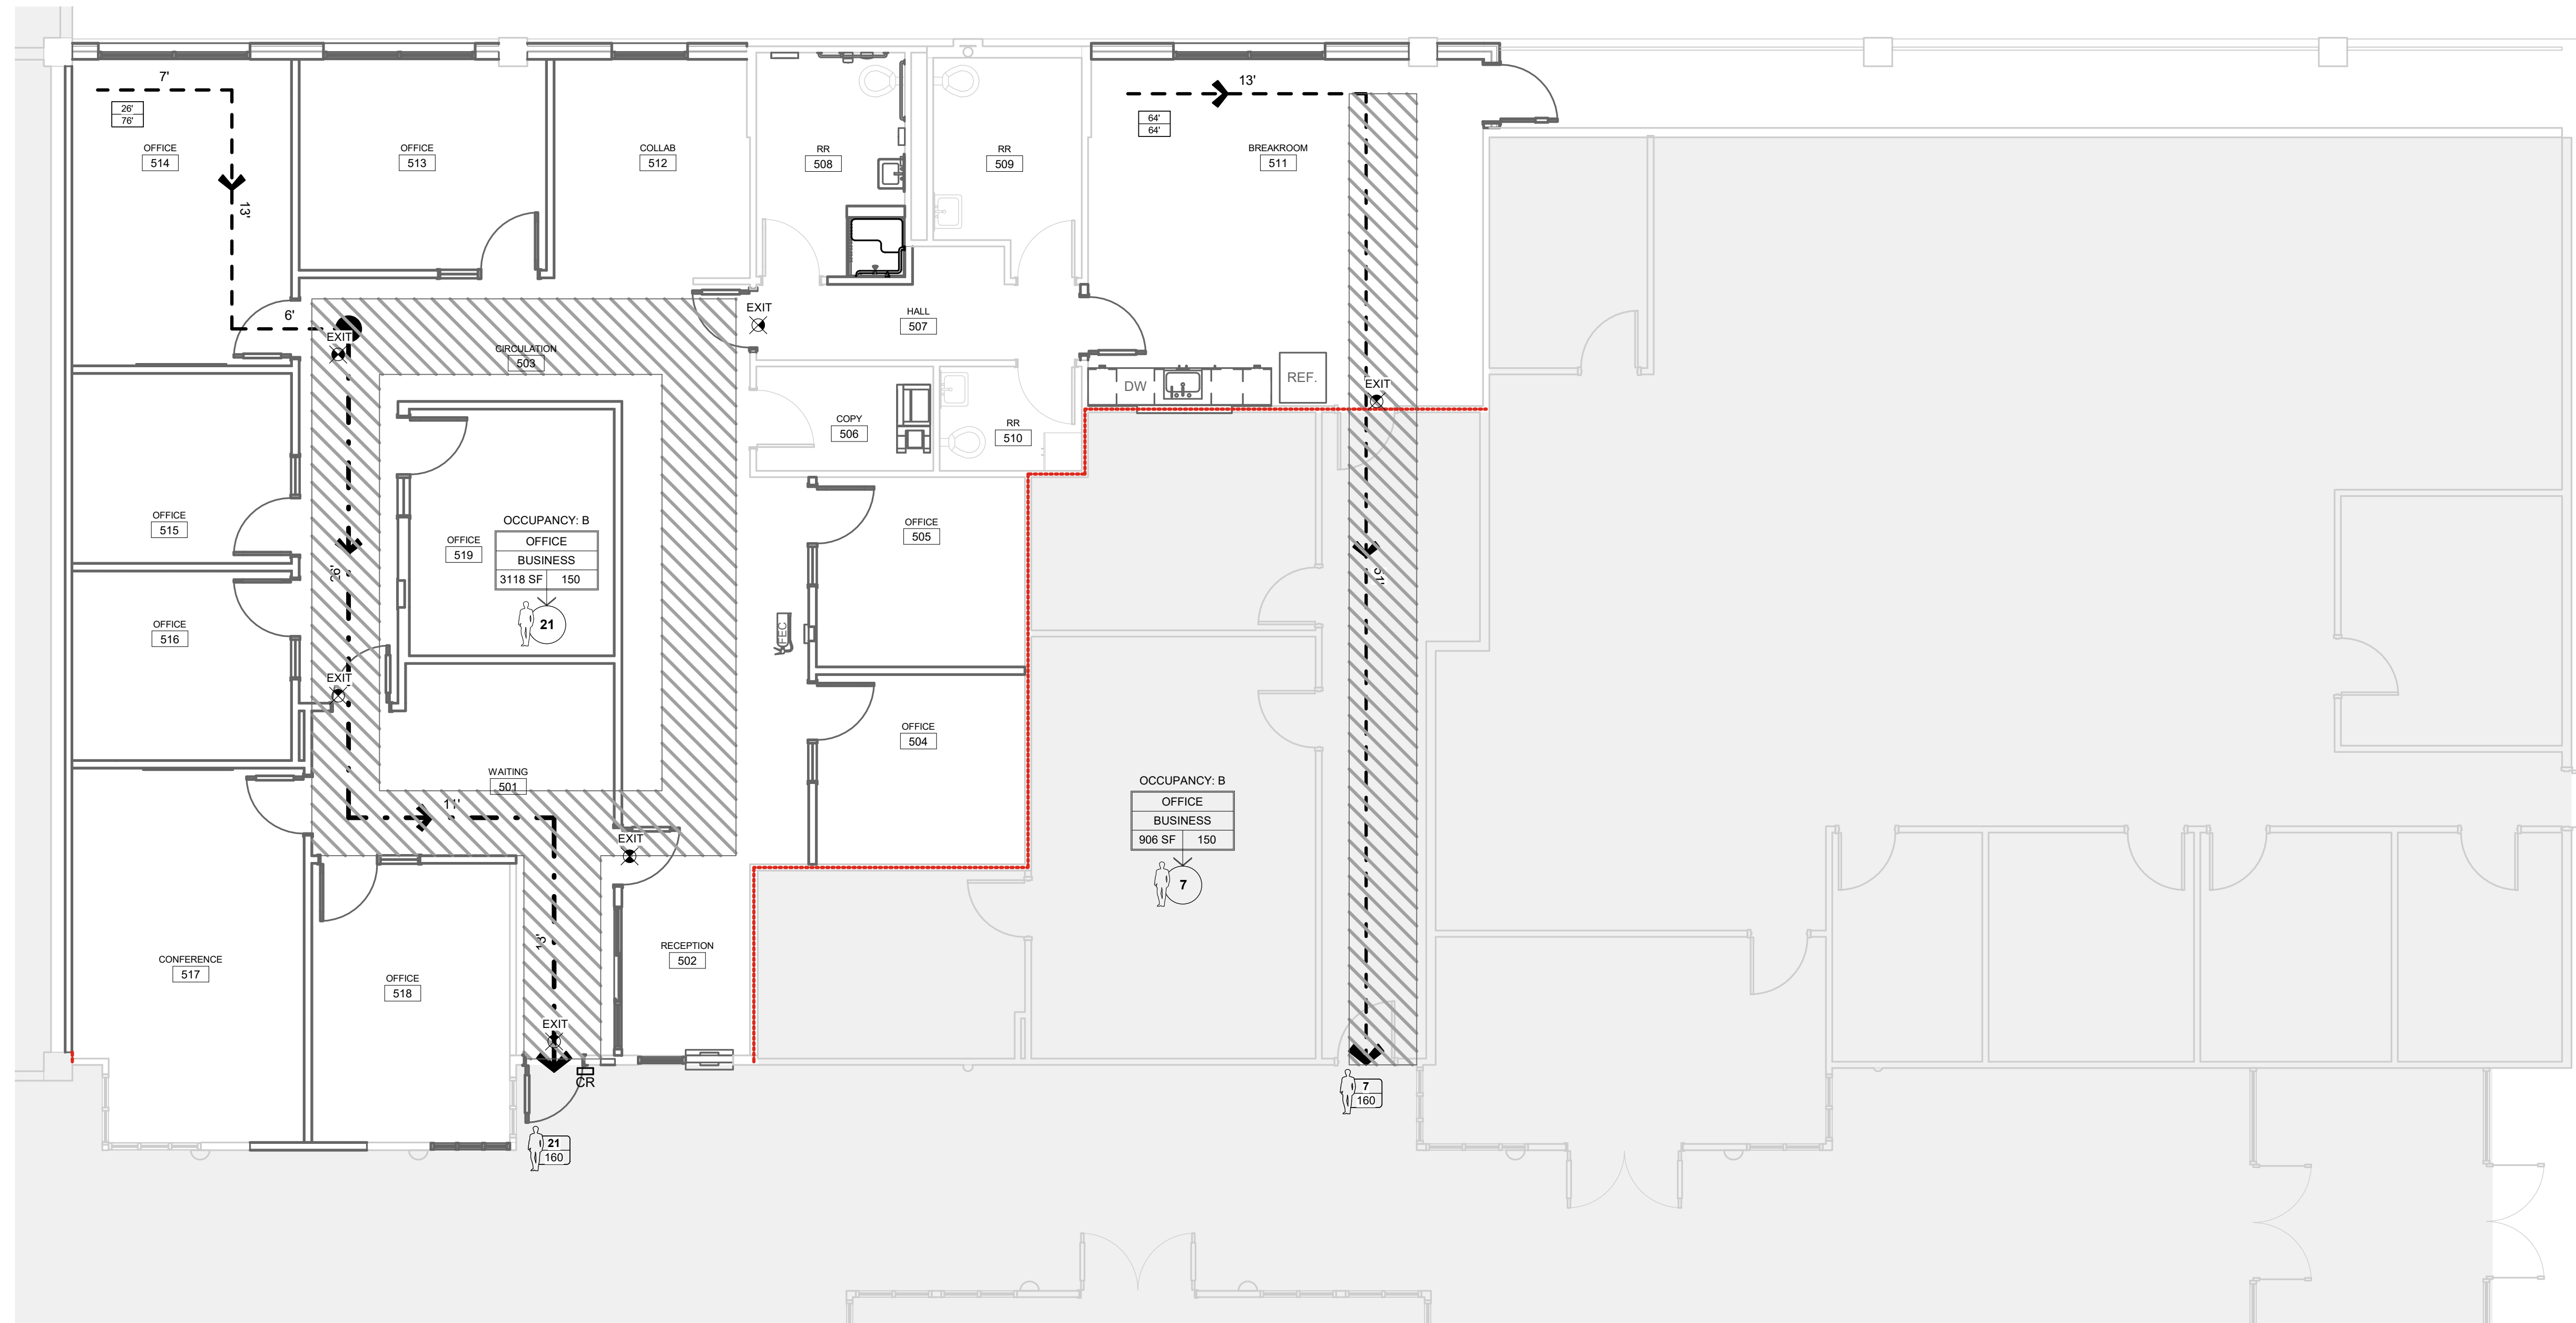 7'
26'
76'
OFFICE
514
13'
6'
EXIT
OFFICE
513
COLLAB
512
RR
508
RR
509
13'
64'
64'
BREAKROOM
511
EXIT
HALL
507
CIRCULATION
503
DW
REF.
EXIT
COPY
506
RR
510
OFFICE
515
OFFICE
519
OCCUPANCY: B
OFFICE
BUSINESS
3118 SF
150
21
OFFICE
505
26'
51'
OFFICE
516
FEC
EXIT
OFFICE
504
WAITING
501
11'
OCCUPANCY: B
OFFICE
BUSINESS
906 SF
150
7
EXIT
CONFERENCE
517
OFFICE
518
RECEPTION
502
EXIT
CR
21
160
7
160